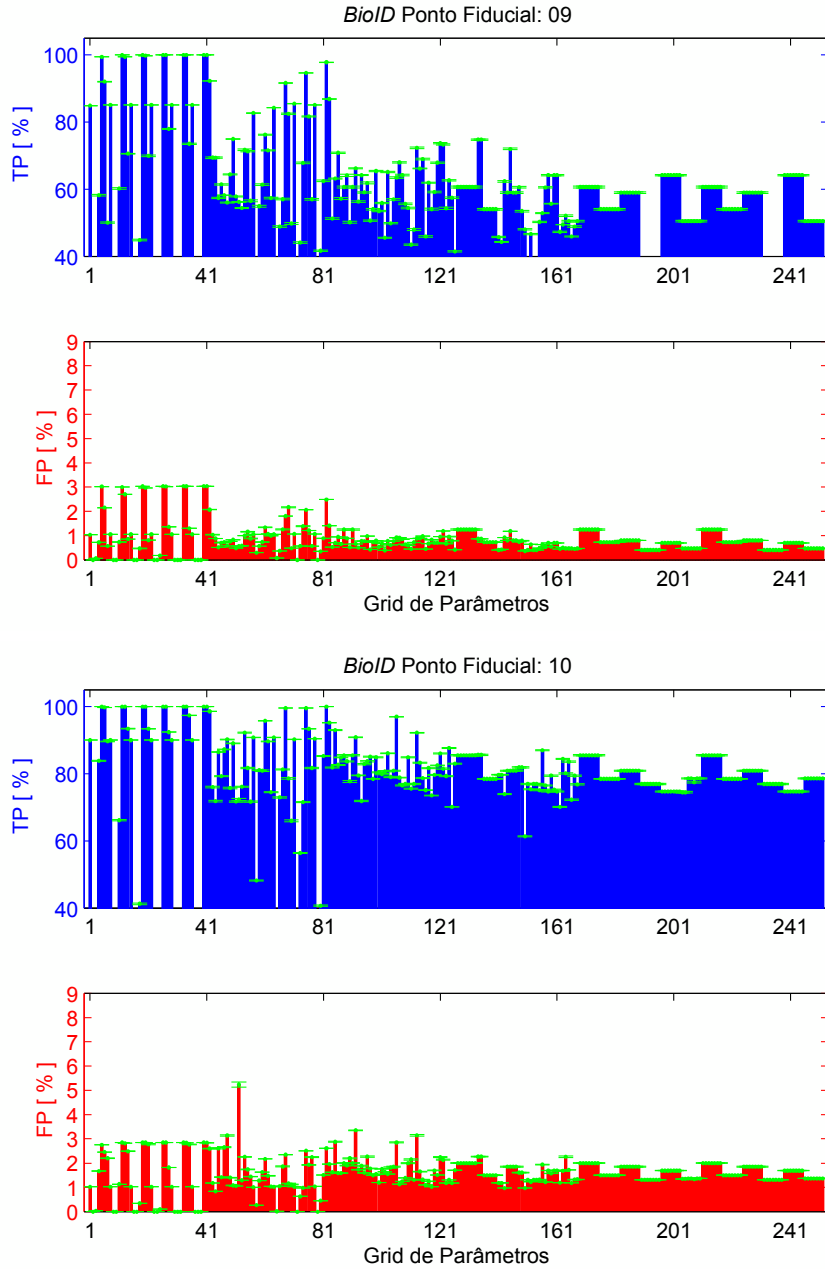 BioID Ponto Fiducial: 09
100
80
60
40
TP [ % ]
1 41 81 121 161 201 241
9
8
7
6
5
4
3
2
1
0
FP [ % ]
1 41 81 121 161 201 241
Grid de Parâmetros
BioID Ponto Fiducial: 10
100
80
60
40
TP [ % ]
1 41 81 121 161 201 241
9
8
7
6
5
4
3
2
1
0
FP [ % ]
1 41 81 121 161 201 241
Grid de Parâmetros